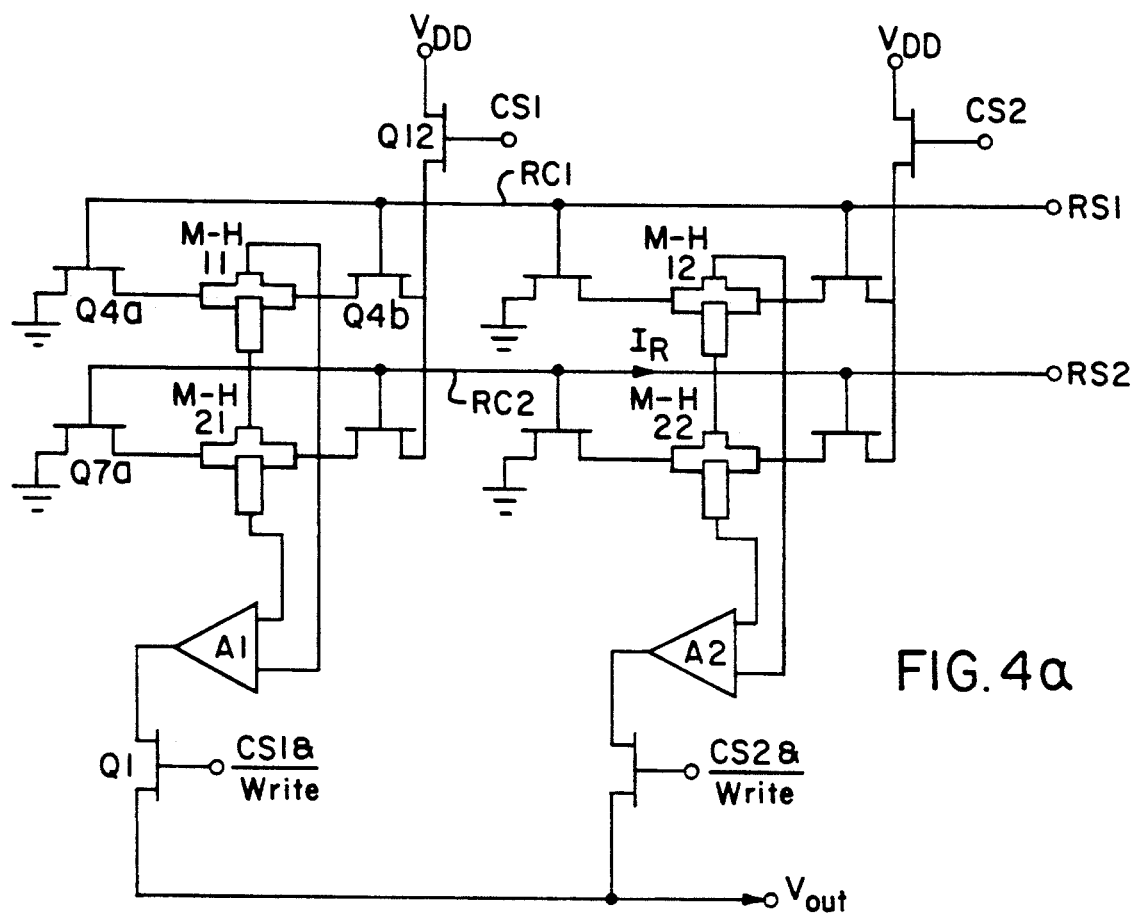 VDD
VDD
CS1
CS2
Q12
RC1
RS1
M-H
11
M-H
12
Q4a
Q4b
IR
RS2
M-H
21
RC2
M-H
22
Q7a
A1
A2
FIG. 4a
Q1
CS1&
Write
CS2&
Write
Vout